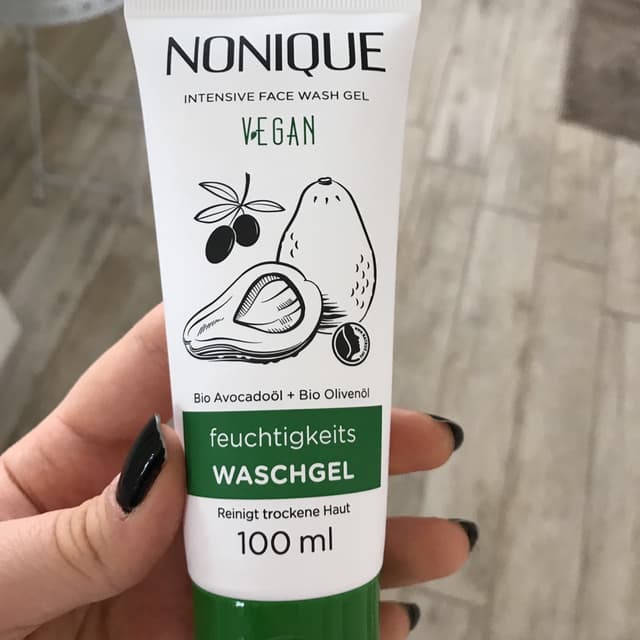 NONIQUE
INTENSIVE FACE WASH GEL
VEGAN
Bio Avocadoöl + Bio Olivenöl
feuchtigkeits
WASCHGEL
Reinigt trockene Haut
100 ml